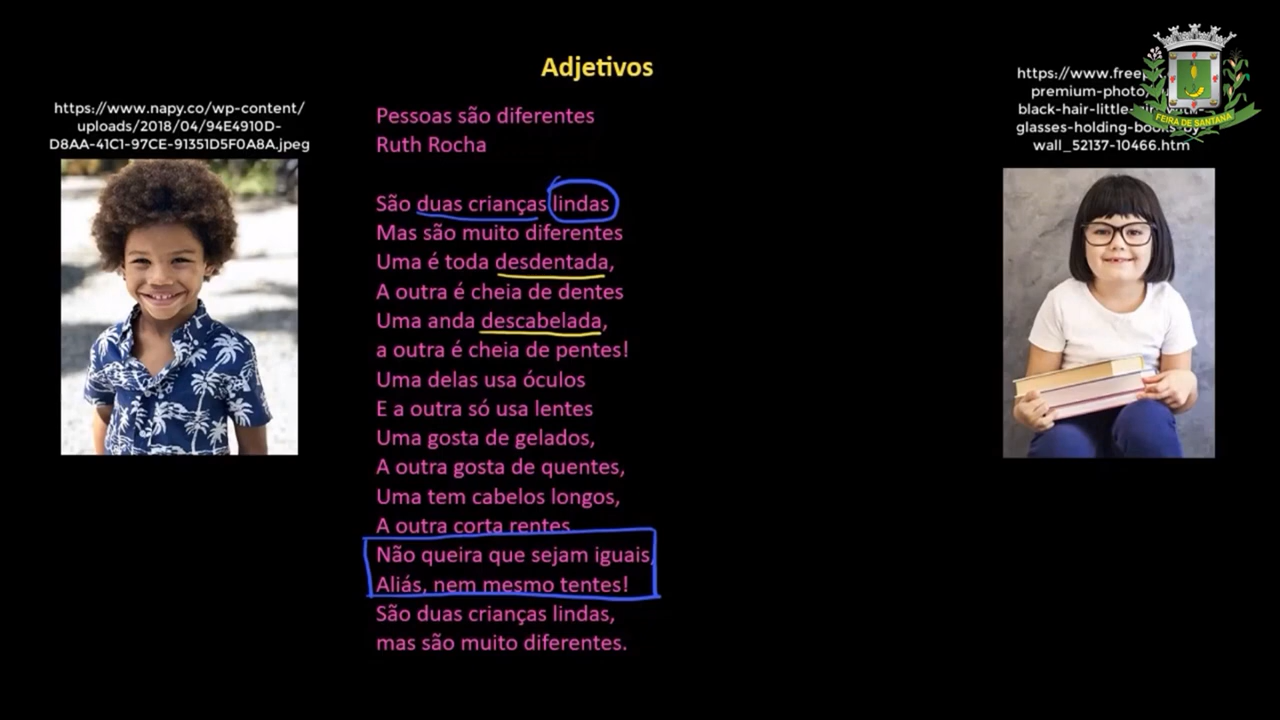 Adjetivos
https://www.napy.co/wp-content/
uploads/2018/04/94E4910D-
D8AA-41C1-97CE-91351D5F0A8A.jpeg
Pessoas são diferentes
Ruth Rocha
São duas crianças lindas
Mas são muito diferentes
Uma é toda desdentada,
A outra é cheia de dentes
Uma anda descabelada,
a outra é cheia de pentes!
Uma delas usa óculos
E a outra só usa lentes
Uma gosta de gelados,
A outra gosta de quentes,
Uma tem cabelos longos,
A outra corta rentes
Não queira que sejam iguais,
Aliás, nem mesmo tentes!
São duas crianças lindas,
mas são muito diferentes.
premium-photo/
black-hair-little-
glasses-holding-books-by-
wall_52137-10466.htm
FEIRA DE SANTANA